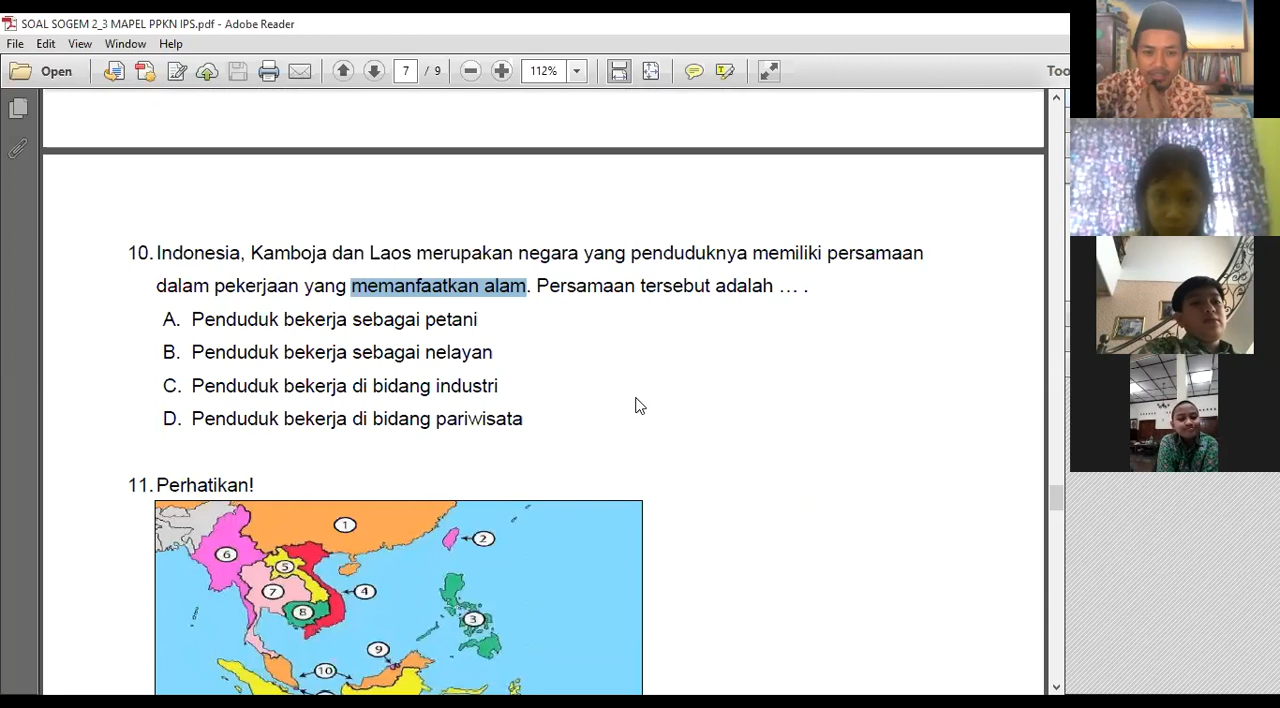 SOAL SOGEM 2_3 MAPEL PPKN IPS.pdf - Adobe Reader
File Edit View Window Help
Open 7 / 9 112% Too
10. Indonesia, Kamboja dan Laos merupakan negara yang penduduknya memiliki persamaan
dalam pekerjaan yang memanfaatkan alam. Persamaan tersebut adalah … .
A. Penduduk bekerja sebagai petani
B. Penduduk bekerja sebagai nelayan
C. Penduduk bekerja di bidang industri
D. Penduduk bekerja di bidang pariwisata
11. Perhatikan!
1
2
6
5
7
4
8
3
9
10